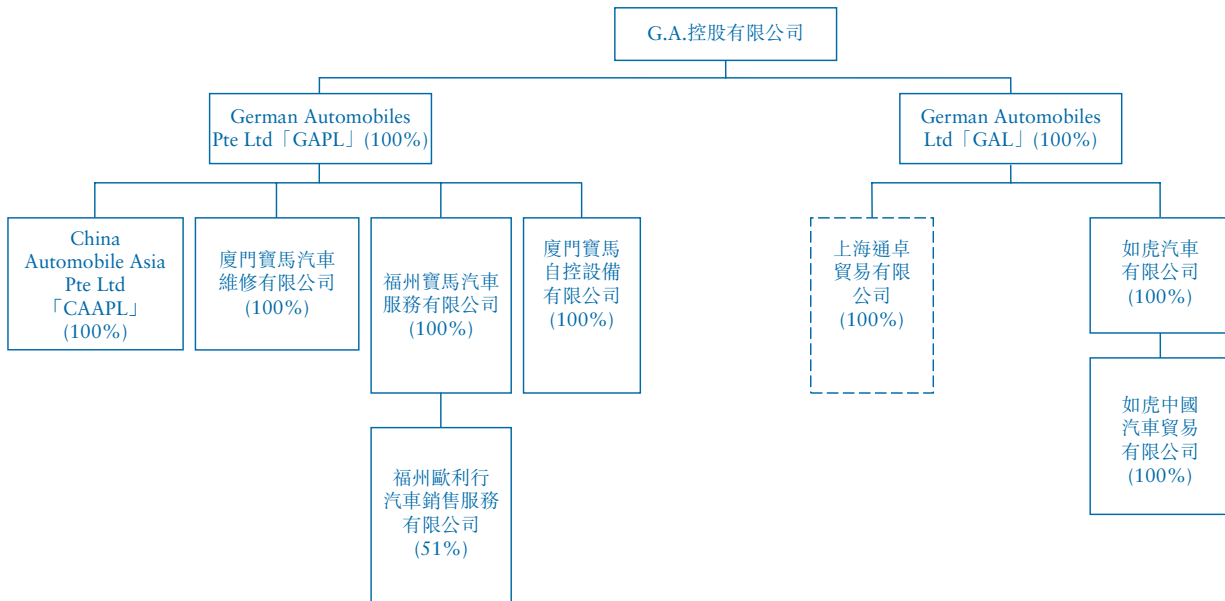 G.A.控股有限公司
German Automobiles
Pte Ltd「GAPL」(100%)
German Automobiles
Ltd「GAL」(100%)
China
Automobile Asia
Pte Ltd
「CAAPL」
(100%)
廈門寶馬汽車
維修有限公司
(100%)
福州寶馬汽車
服務有限公司
(100%)
廈門寶馬
自控設備
有限公司
(100%)
上海通卓
貿易有限
公司
(100%)
如虎汽車
有限公司
(100%)
福州歐利行
汽車銷售服務
有限公司
(51%)
如虎中國
汽車貿易
有限公司
(100%)